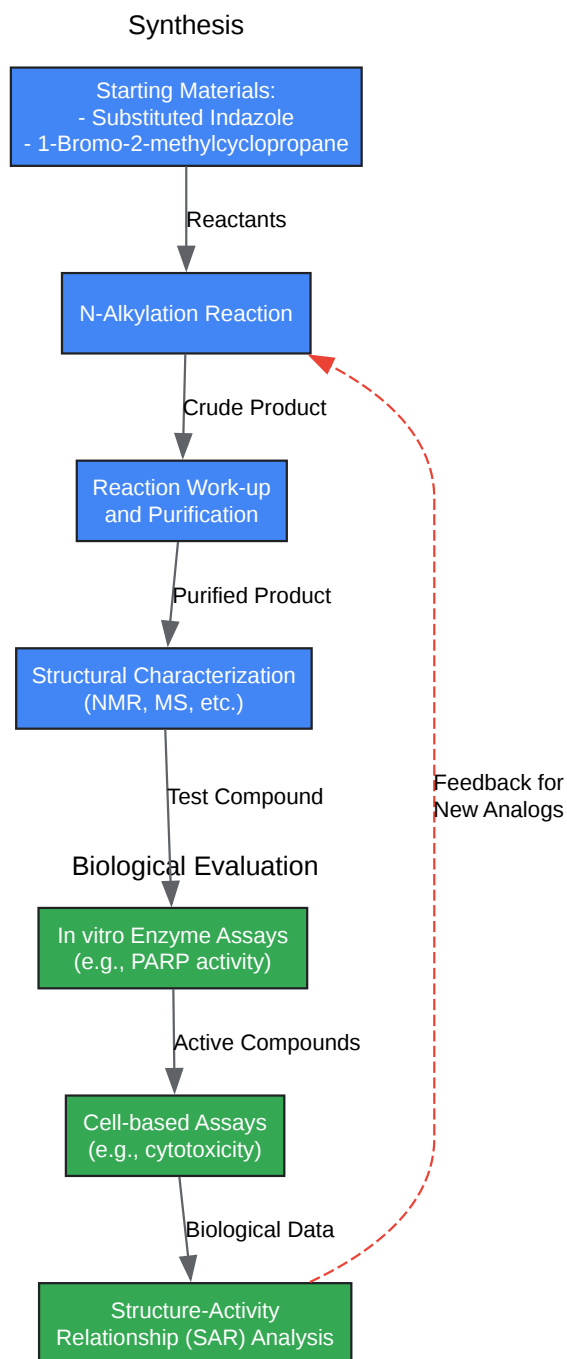 Synthesis
Starting Materials:
- Substituted Indazole
- 1-Bromo-2-methylcyclopropane
Reactants
N-Alkylation Reaction
Crude Product
Reaction Work-up
and Purification
Purified Product
Structural Characterization
(NMR, MS, etc.)
Test Compound
Feedback for
New Analogs
Biological Evaluation
In vitro Enzyme Assays
(e.g., PARP activity)
Active Compounds
Cell-based Assays
(e.g., cytotoxicity)
Biological Data
Structure-Activity
Relationship (SAR) Analysis